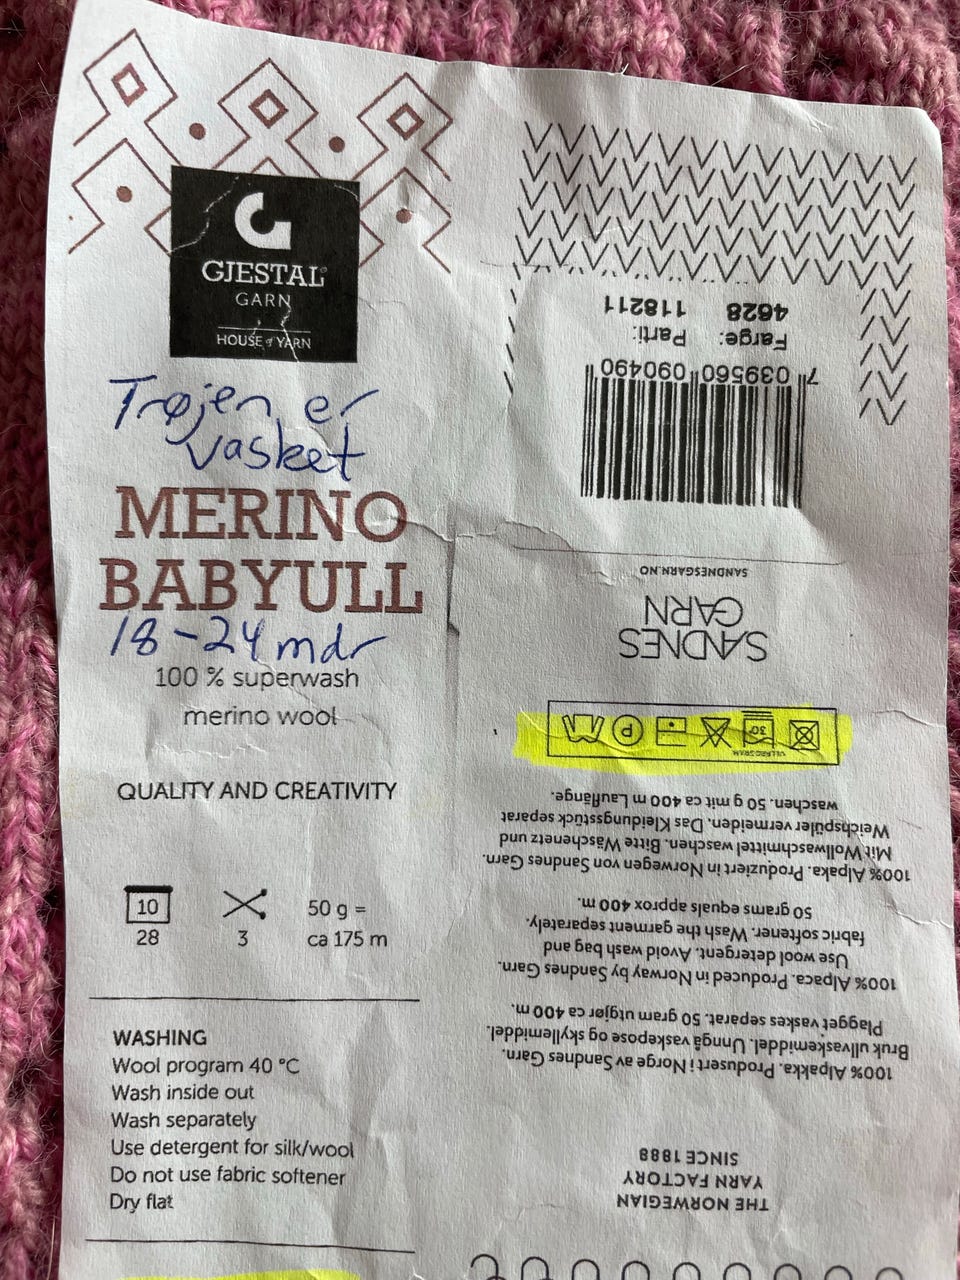 GJESTAL®
GARN
HOUSE of YARN
Trøjen er
vasket
MERINO
BABYULL
18-24 mdr
100 % superwash
merino wool
QUALITY AND CREATIVITY
10
28
3
50 g =
ca 175 m
WASHING
Wool program 40 °C
Wash inside out
Wash separately
Use detergent for silk/wool
Do not use fabric softener
Dry flat
THE NORWEGIAN
YARN FACTORY
SINCE 1888
100% Alpakka. Produsert i Norge av Sandnes Garn.
Bruk ullvaskemiddel. Unngå vaskepose og skyllemiddel.
Plagget vaskes separat. 50 gram utgjør ca 400 m.
100% Alpaca. Produced in Norway by Sandnes Garn.
Use wool detergent. Avoid wash bag and
fabric softener. Wash the garment separately.
50 grams equals approx 400 m.
100% Alpaka. Produziert in Norwegen von Sandnes Garn.
Mit Wollwaschmittel waschen. Bitte Wäschenetz und
Weichspüler vermeiden. Das Kleidungsstück separat
waschen. 50 g mit ca 400 m Lauflänge.
30°
ULLPROGRAM
P
SANDNES
GARN
SANDNESGARN.NO
7 039560 090490
Farge: Parti:
4628 118211